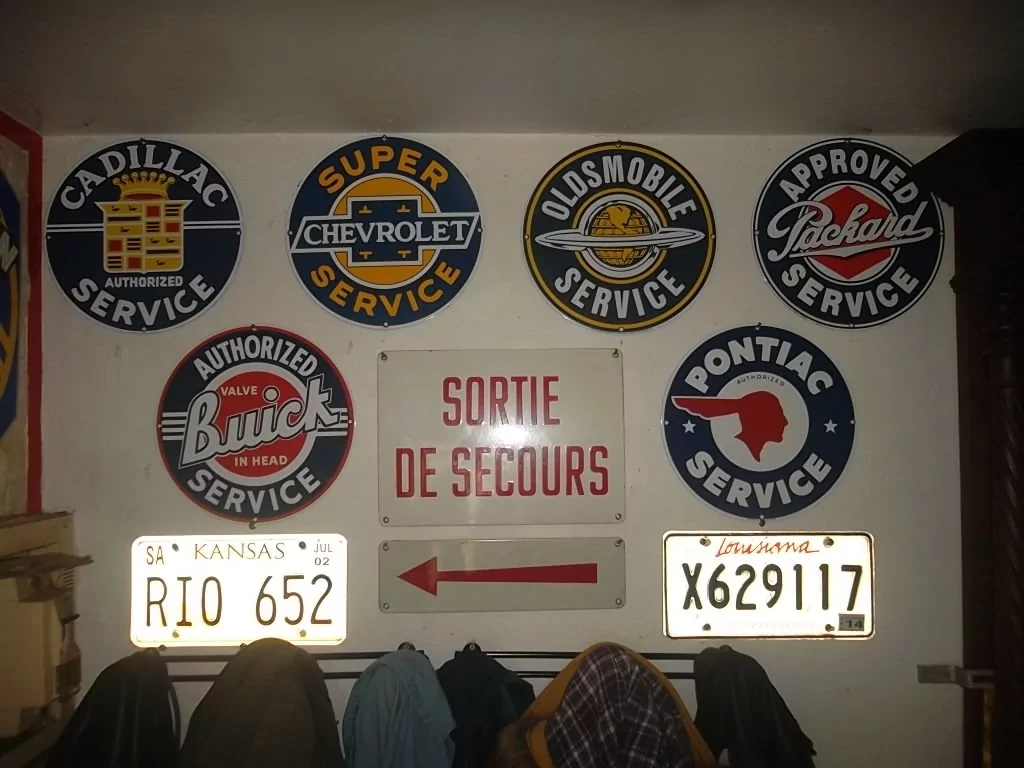 CADILLAC
AUTHORIZED
SERVICE
SUPER
CHEVROLET
SERVICE
OLDSMOBILE
SERVICE
APPROVED
Packard
SERVICE
AUTHORIZED
VALVE
Buick
IN HEAD
SERVICE
SORTIE
DE SECOURS
PONTIAC
AUTHORIZED
SERVICE
SA KANSAS JUL
02
RIO 652
Louisiana
X629117
14